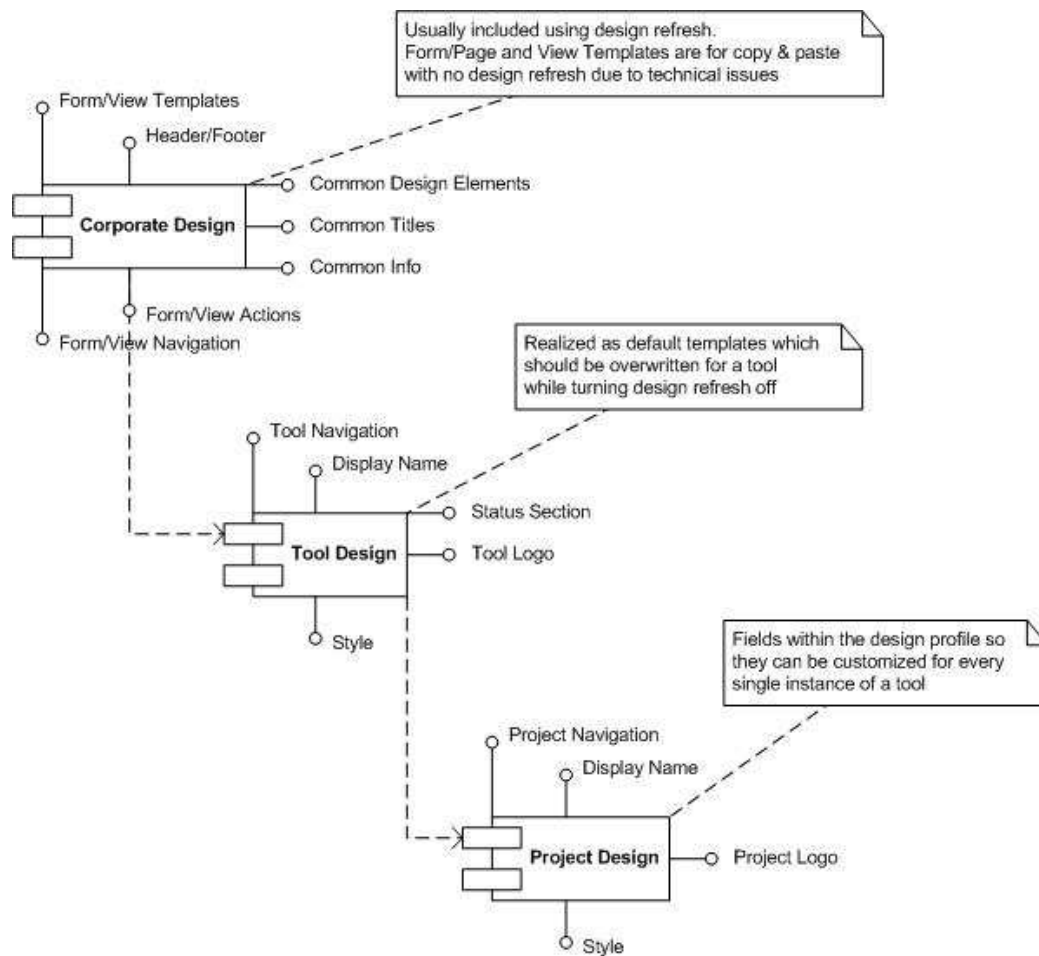 Usually included using design refresh.
Form/Page and View Templates are for copy & paste
with no design refresh due to technical issues
Form/View Templates
Header/Footer
Common Design Elements
Corporate Design
Common Titles
Common Info
Form/View Actions
Form/View Navigation
Realized as default templates which
should be overwritten for a tool
while turning design refresh off
Tool Navigation
Display Name
Status Section
Tool Design
Tool Logo
Style
Fields within the design profile so
they can be customized for every
single instance of a tool
Project Navigation
Display Name
Project Design
Project Logo
Style